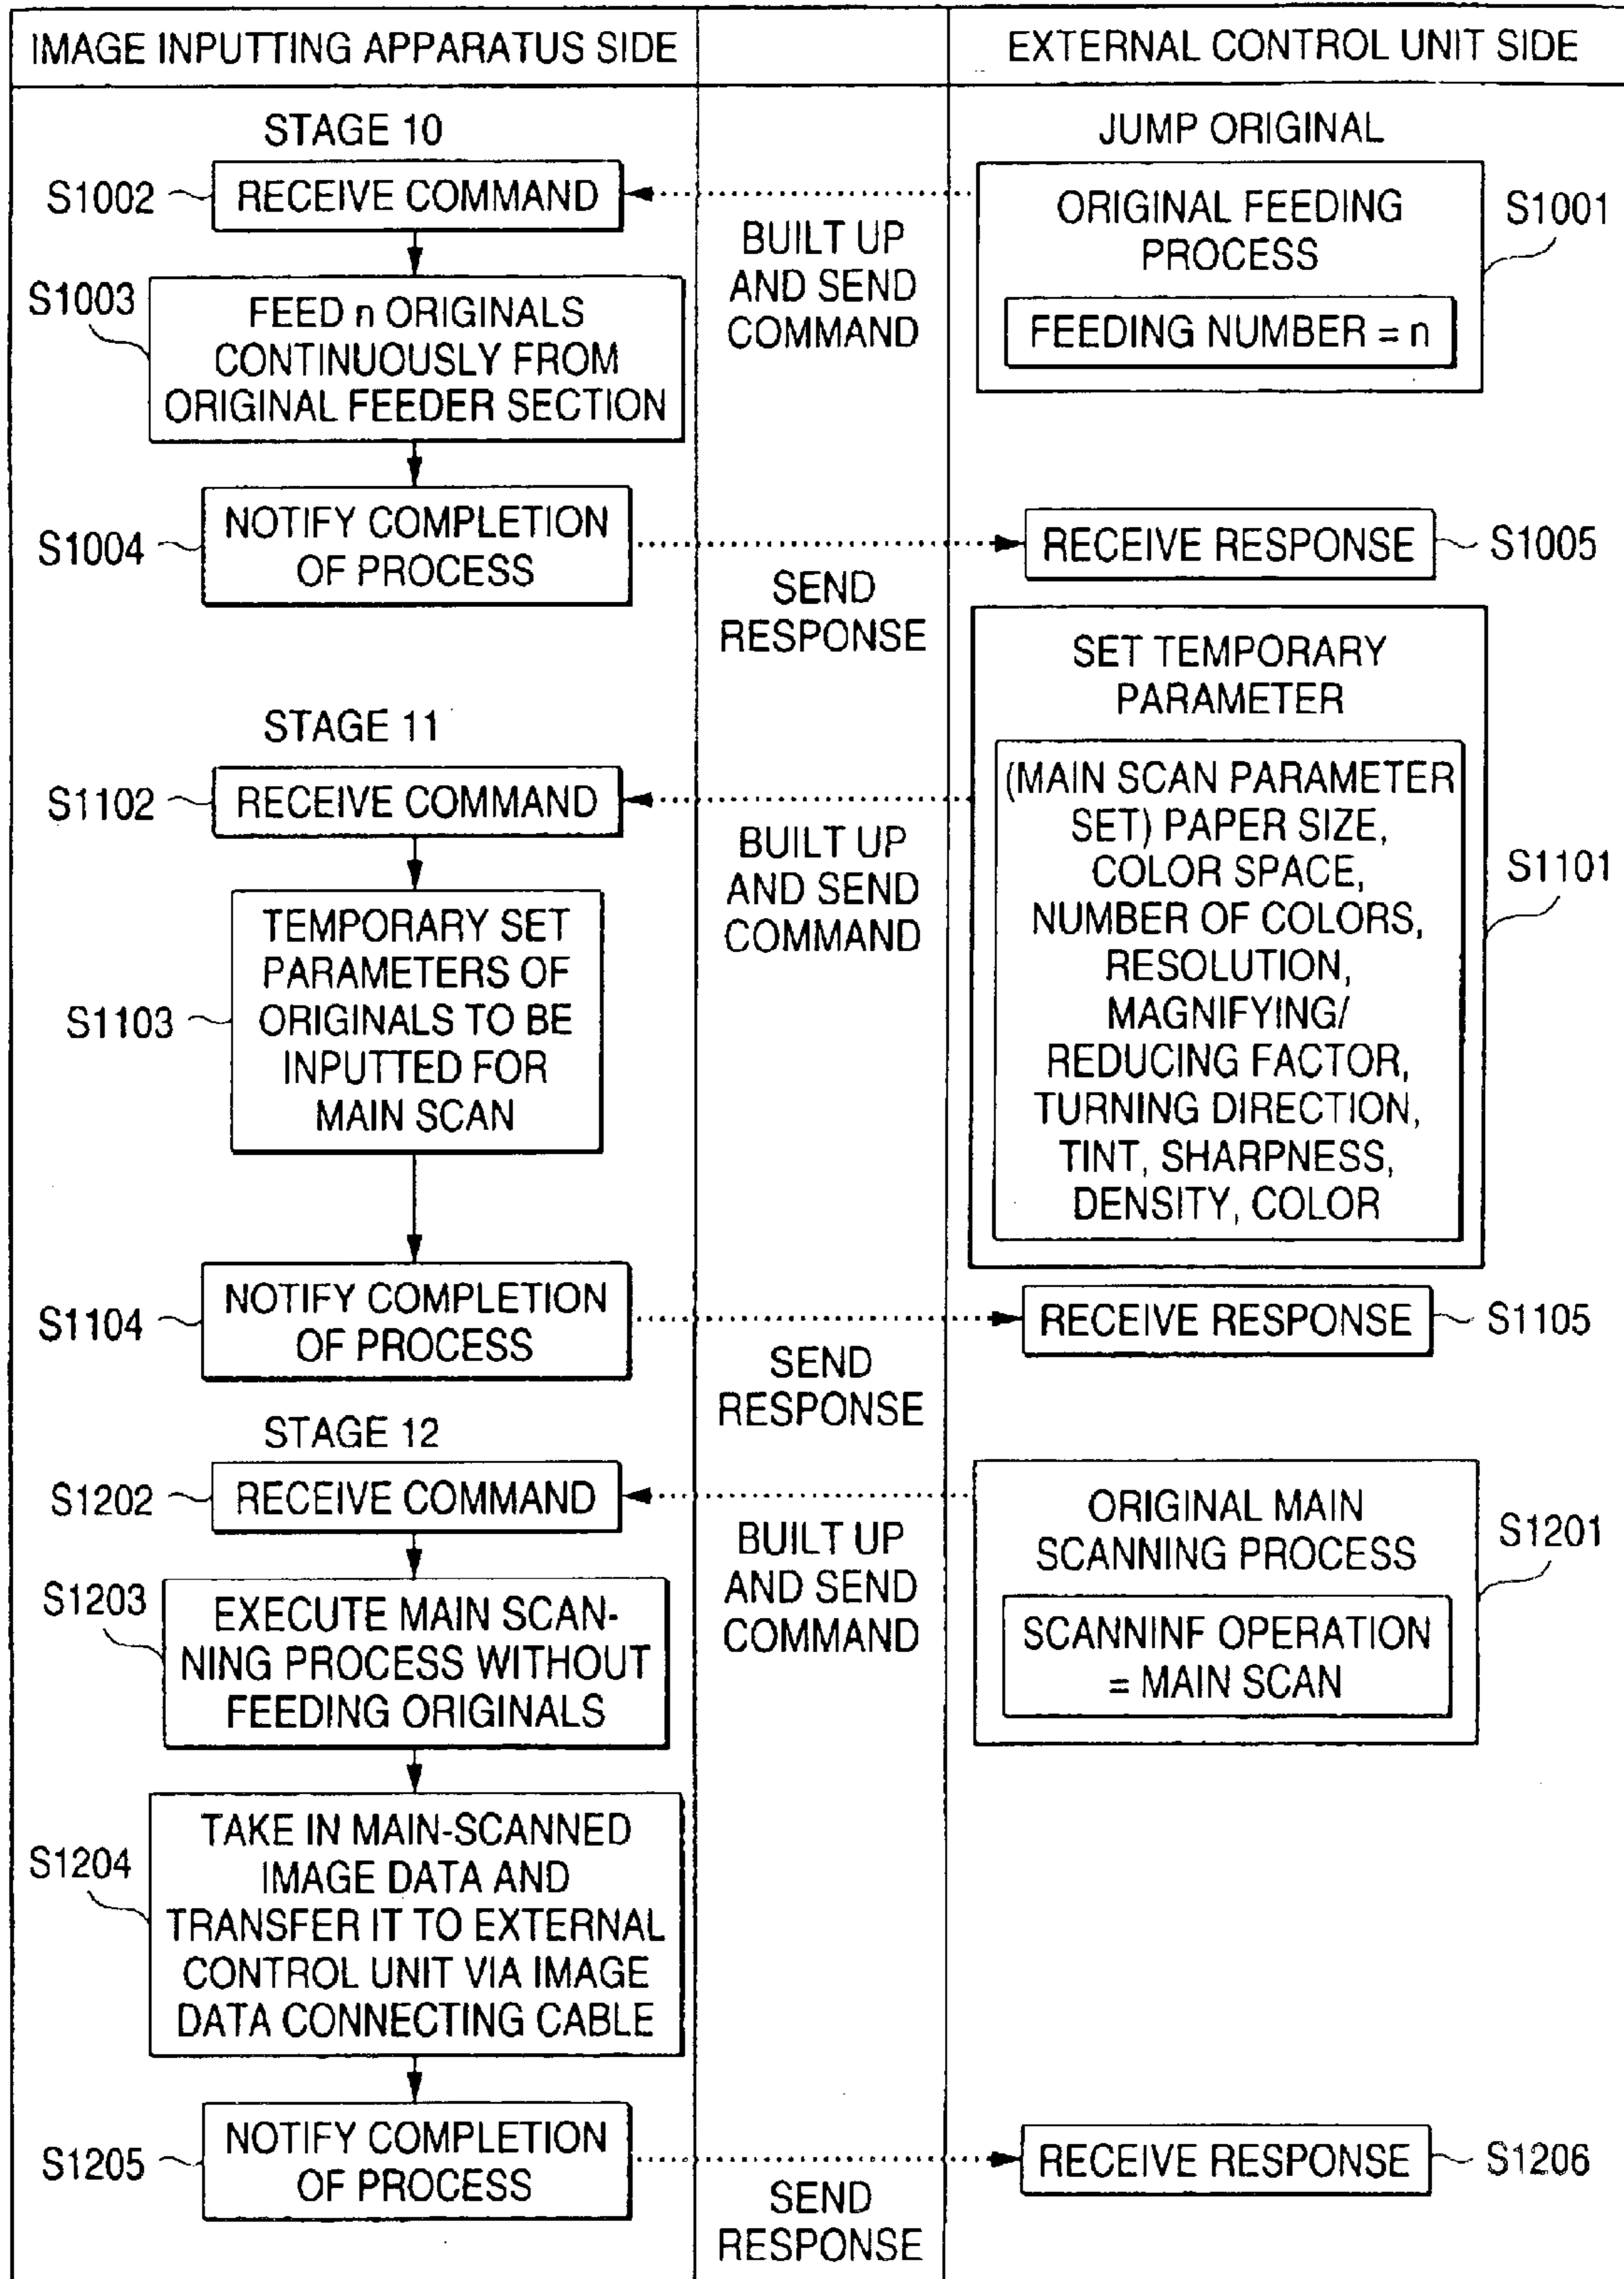 IMAGE INPUTTING APPARATUS SIDE
EXTERNAL CONTROL UNIT SIDE
STAGE 10
JUMP ORIGINAL
S1002
RECEIVE COMMAND
BUILT UP
AND SEND
COMMAND
ORIGINAL FEEDING
PROCESS
FEEDING NUMBER = n
S1001
S1003
FEED n ORIGINALS
CONTINUOUSLY FROM
ORIGINAL FEEDER SECTION
S1004
NOTIFY COMPLETION
OF PROCESS
SEND
RESPONSE
RECEIVE RESPONSE
S1005
STAGE 11
SET TEMPORARY
PARAMETER
(MAIN SCAN PARAMETER
SET) PAPER SIZE,
COLOR SPACE,
NUMBER OF COLORS,
RESOLUTION,
MAGNIFYING/
REDUCING FACTOR,
TURNING DIRECTION,
TINT, SHARPNESS,
DENSITY, COLOR
S1101
S1102
RECEIVE COMMAND
BUILT UP
AND SEND
COMMAND
S1103
TEMPORARY SET
PARAMETERS OF
ORIGINALS TO BE
INPUTTED FOR
MAIN SCAN
S1104
NOTIFY COMPLETION
OF PROCESS
SEND
RESPONSE
RECEIVE RESPONSE
S1105
STAGE 12
S1202
RECEIVE COMMAND
BUILT UP
AND SEND
COMMAND
ORIGINAL MAIN
SCANNING PROCESS
SCANNINF OPERATION
= MAIN SCAN
S1201
S1203
EXECUTE MAIN SCAN-
NING PROCESS WITHOUT
FEEDING ORIGINALS
S1204
TAKE IN MAIN-SCANNED
IMAGE DATA AND
TRANSFER IT TO EXTERNAL
CONTROL UNIT VIA IMAGE
DATA CONNECTING CABLE
S1205
NOTIFY COMPLETION
OF PROCESS
SEND
RESPONSE
RECEIVE RESPONSE
S1206